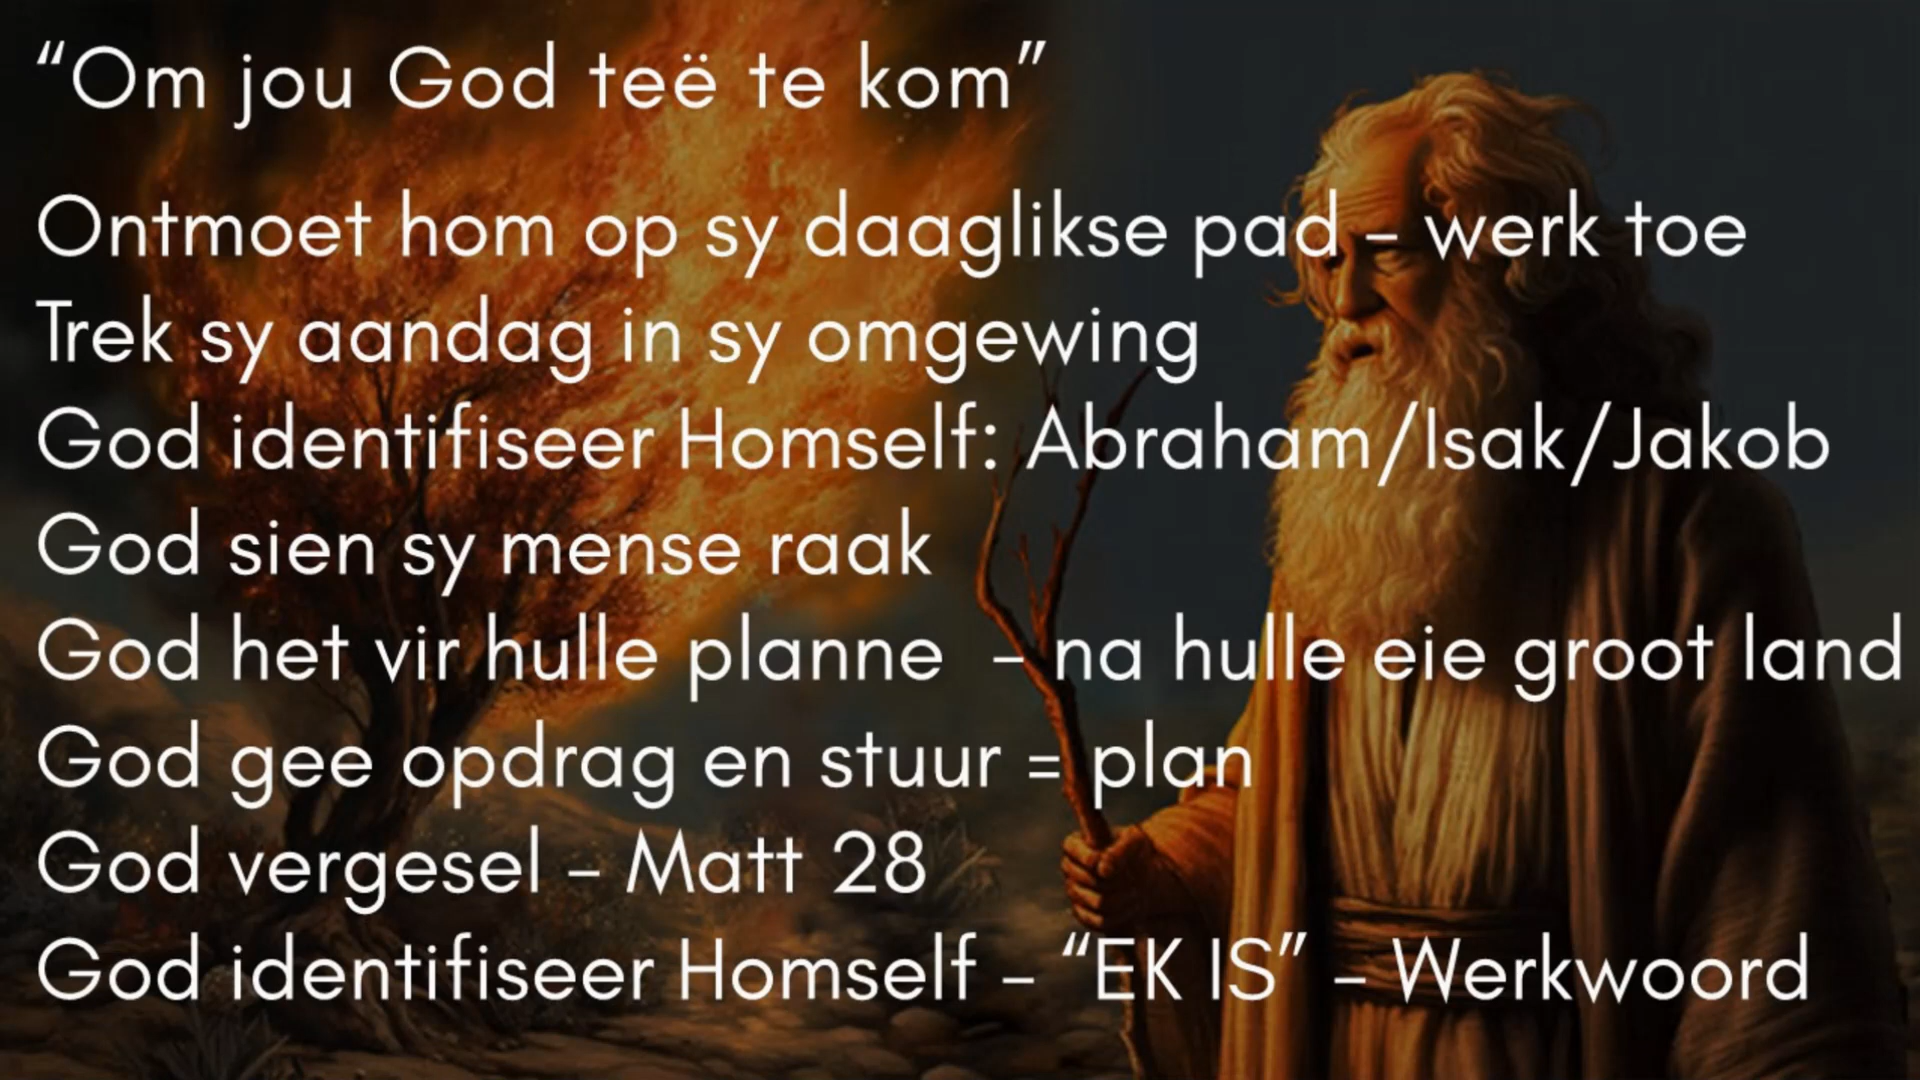 “Om jou God teë te kom”
Ontmoet hom op sy daaglikse pad – werk toe
Trek sy aandag in sy omgewing
God identifiseer Homself: Abraham/Isak/Jakob
God sien sy mense raak
God het vir hulle planne – na hulle eie groot land
God gee opdrag en stuur = plan
God vergesel – Matt 28
God identifiseer Homself – “EK IS” – Werkwoord